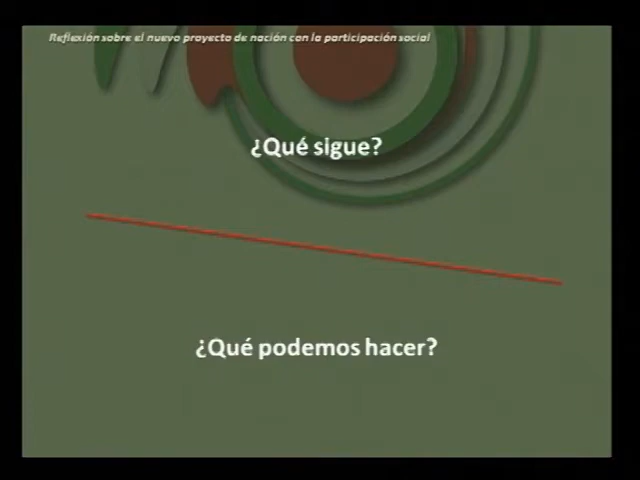 Reflexión sobre el nuevo proyecto de nación con la participación social
¿Qué sigue?
¿Qué podemos hacer?